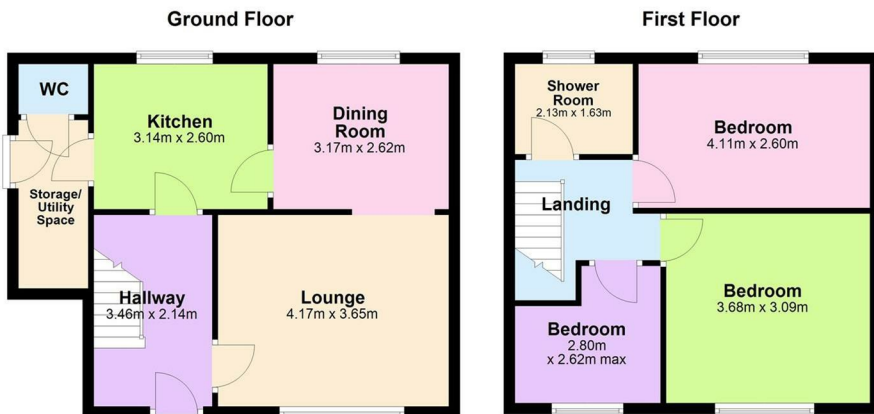 Ground Floor
WC
Kitchen
3.14m x 2.60m
Dining
Room
3.17m x 2.62m
Storage/
Utility
Space
Hallway
3.46m x 2.14m
Lounge
4.17m x 3.65m
First Floor
Shower
Room
2.13m x 1.63m
Bedroom
4.11m x 2.60m
Landing
Bedroom
3.68m x 3.09m
Bedroom
2.80m
x 2.62m max